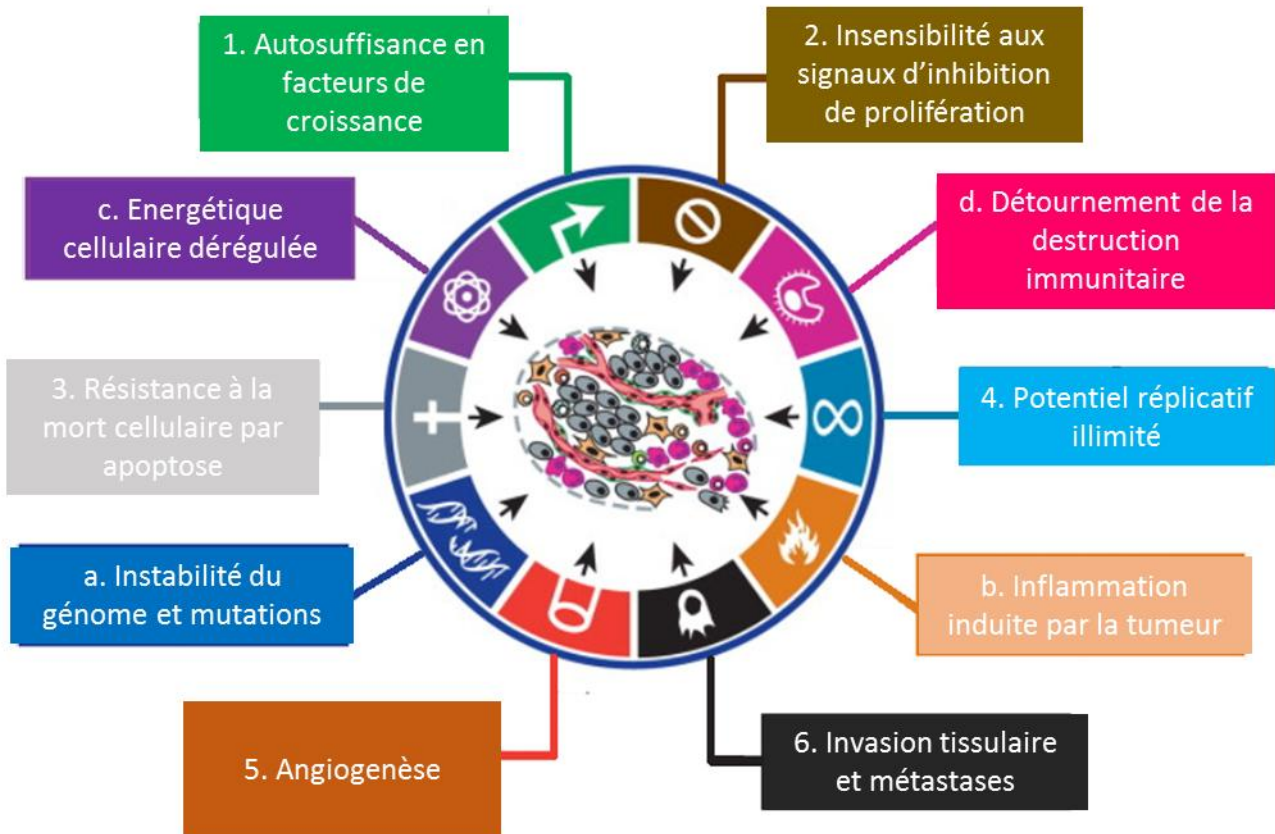 1. Autosuffisance en
facteurs de
croissance
2. Insensibilité aux
signaux d’inhibition
de prolifération
c. Energétique
cellulaire dérégulée
d. Détournement de la
destruction
immunitaire
3. Résistance à la
mort cellulaire par
apoptose
4. Potentiel réplicatif
illimité
a. Instabilité du
génome et mutations
b. Inflammation
induite par la tumeur
5. Angiogenèse
6. Invasion tissulaire
et métastases